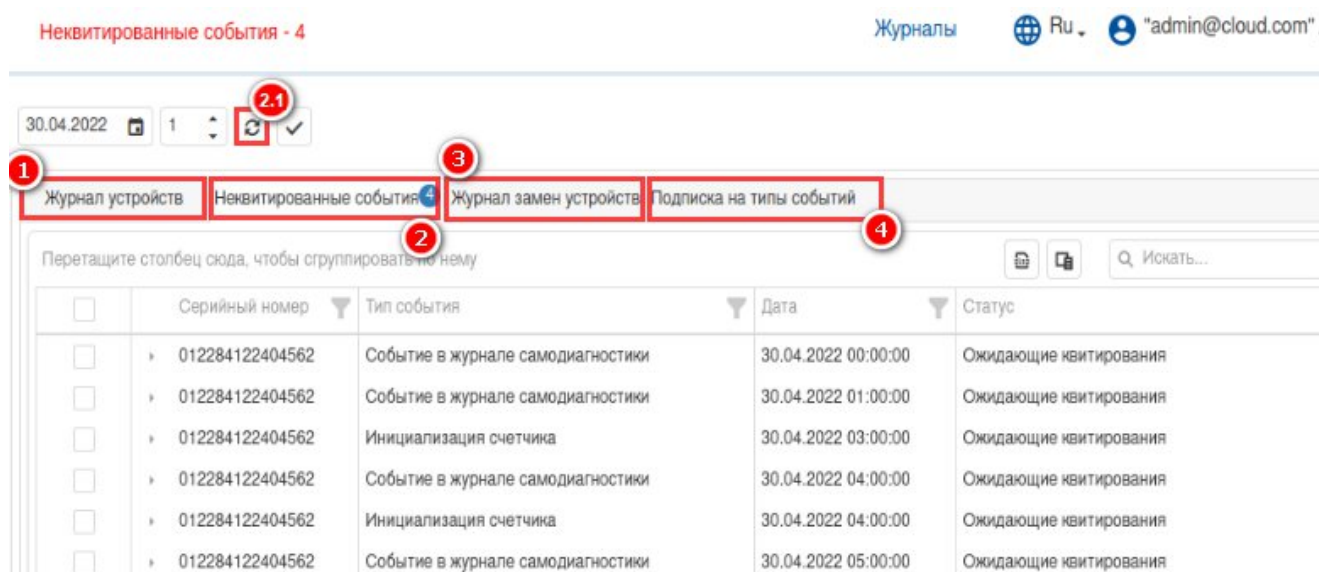 Неквитированные события - 4 Журналы Ru "admin@cloud.com"
2.1
30.04.2022 1
1 3
Журнал устройств Неквитированные события 4 Журнал замен устройств Подписка на типы событий
2 4
Перетащите столбец сюда, чтобы сгруппировать по нему Искать...
Серийный номер Тип события Дата Статус
012284122404562 Событие в журнале самодиагностики 30.04.2022 00:00:00 Ожидающие квитирования
012284122404562 Событие в журнале самодиагностики 30.04.2022 01:00:00 Ожидающие квитирования
012284122404562 Инициализация счетчика 30.04.2022 03:00:00 Ожидающие квитирования
012284122404562 Событие в журнале самодиагностики 30.04.2022 04:00:00 Ожидающие квитирования
012284122404562 Инициализация счетчика 30.04.2022 04:00:00 Ожидающие квитирования
012284122404562 Событие в журнале самодиагностики 30.04.2022 05:00:00 Ожидающие квитирования